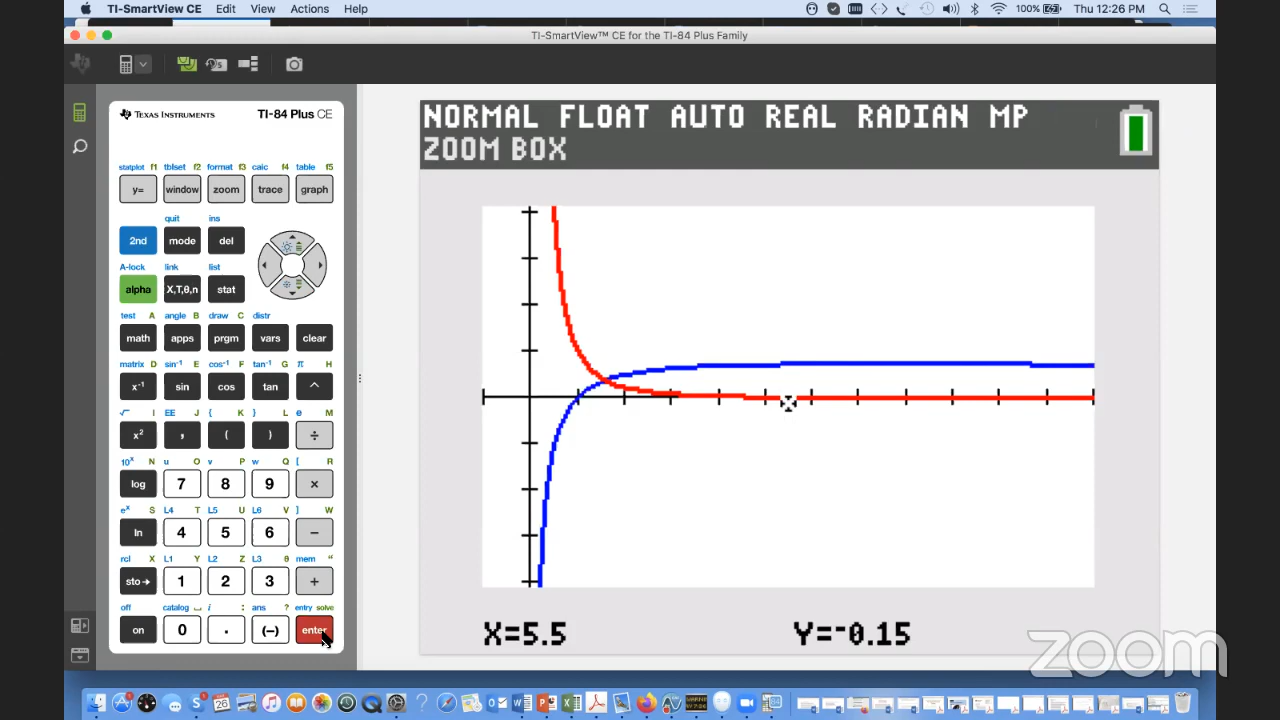 TI-SmartView CE Edit View Actions Help 100% Thu 12:26 PM
TI-SmartView™ CE for the TI-84 Plus Family
TEXAS INSTRUMENTS TI-84 Plus CE
statplot f1 tblset f2 format f3 calc f4 table f5
y= window zoom trace graph
quit ins
2nd mode del
A-lock link list
alpha X,T,θ,n stat
test A angle B draw C distr
math apps prgm vars clear
matrix D sin⁻¹ E cos⁻¹ F tan⁻¹ G π H
x⁻¹ sin cos tan ^
√ I EE J { K } L e M
x² , ( ) ÷
10ˣ N u O v P w Q [ R
log 7 8 9 ×
eˣ S L4 T L5 U L6 V ] W
ln 4 5 6 −
rcl X L1 Y L2 Z L3 θ mem “
sto→ 1 2 3 +
off catalog ⎵ i : ans ? entry solve
on 0 . (–) enter
NORMAL FLOAT AUTO REAL RADIAN MP
ZOOM BOX
X=5.5 Y=⁻0.15
zoom